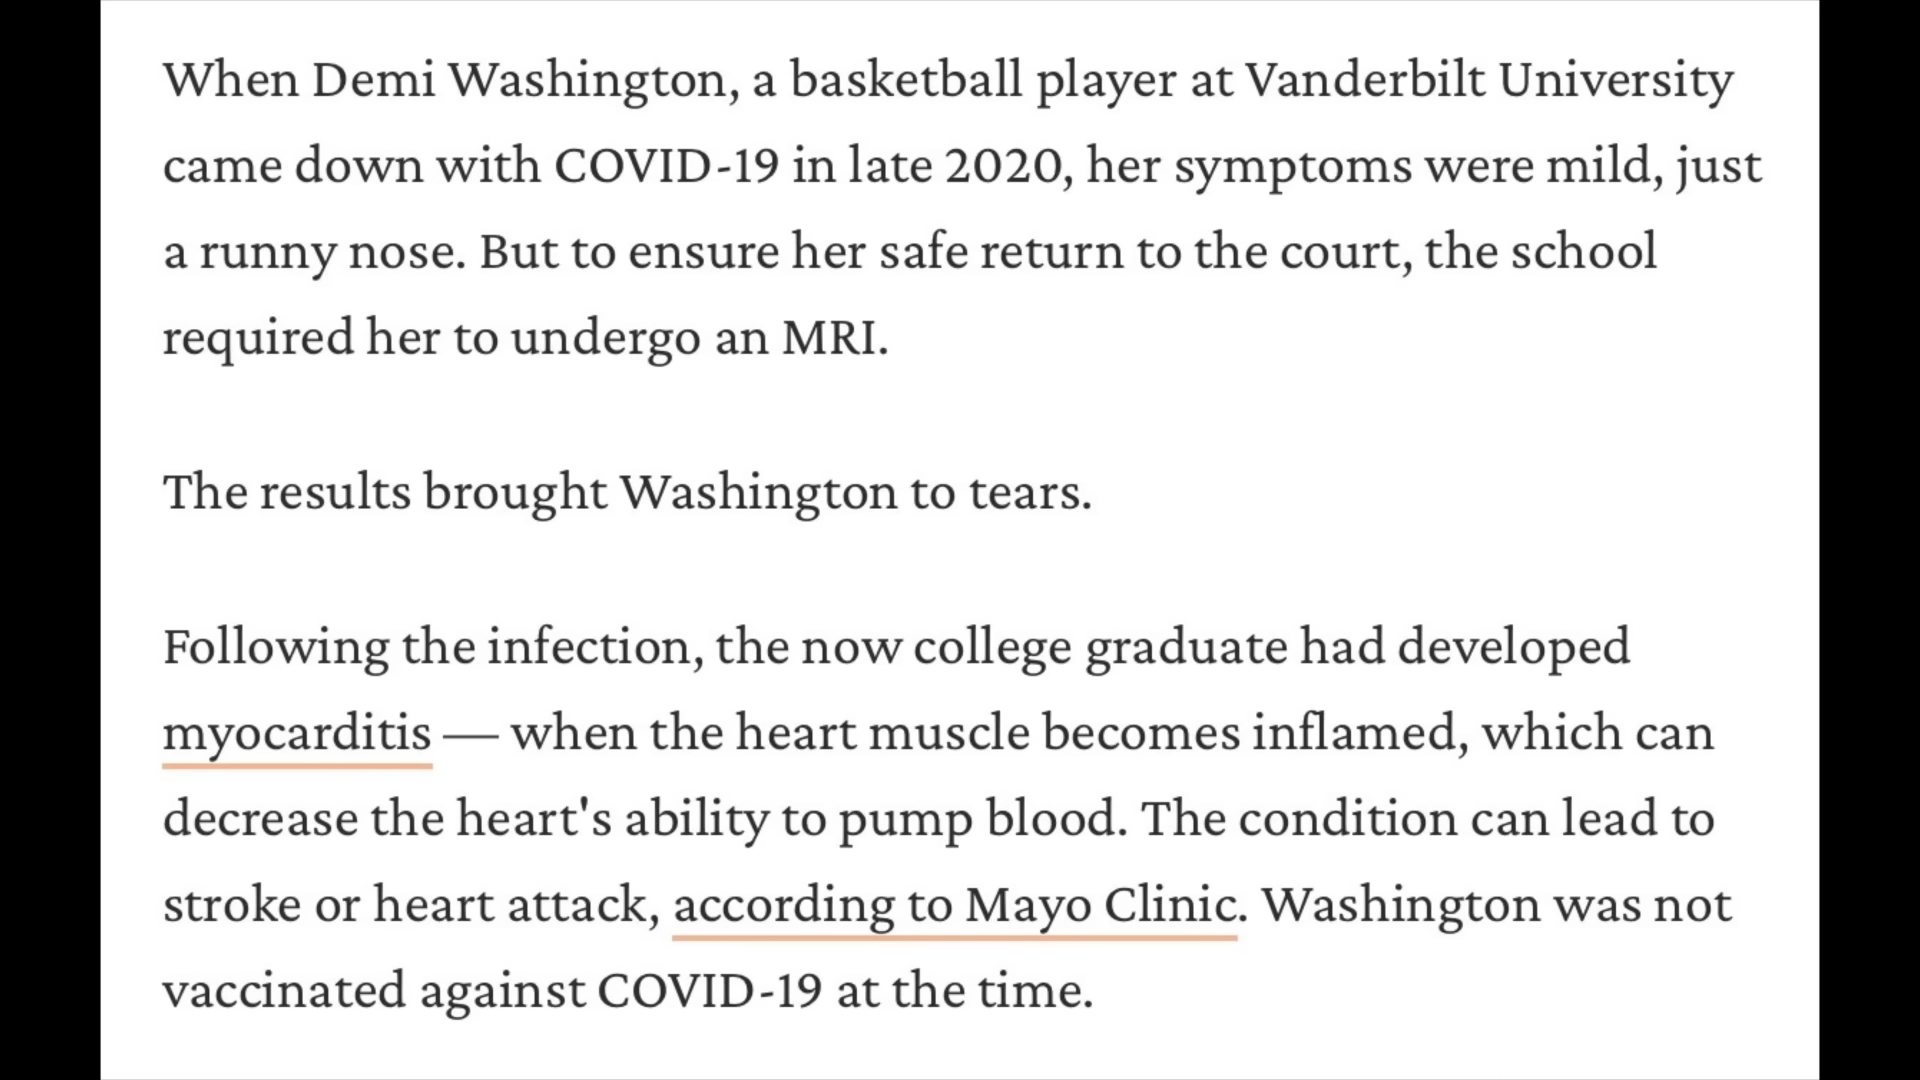 When Demi Washington, a basketball player at Vanderbilt University
came down with COVID-19 in late 2020, her symptoms were mild, just
a runny nose. But to ensure her safe return to the court, the school
required her to undergo an MRI.
The results brought Washington to tears.
Following the infection, the now college graduate had developed
myocarditis — when the heart muscle becomes inflamed, which can
decrease the heart's ability to pump blood. The condition can lead to
stroke or heart attack, according to Mayo Clinic. Washington was not
vaccinated against COVID-19 at the time.